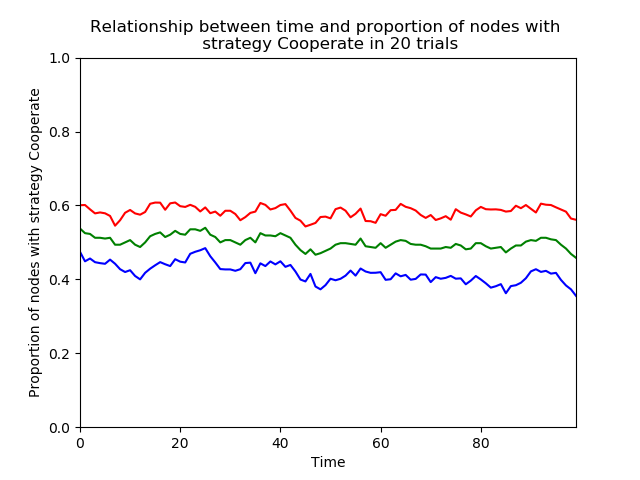 Relationship between time and proportion of nodes with
strategy Cooperate in 20 trials
Proportion of nodes with strategy Cooperate
1.0
0.8
0.6
0.4
0.2
0.0
0 20 40 60 80
Time